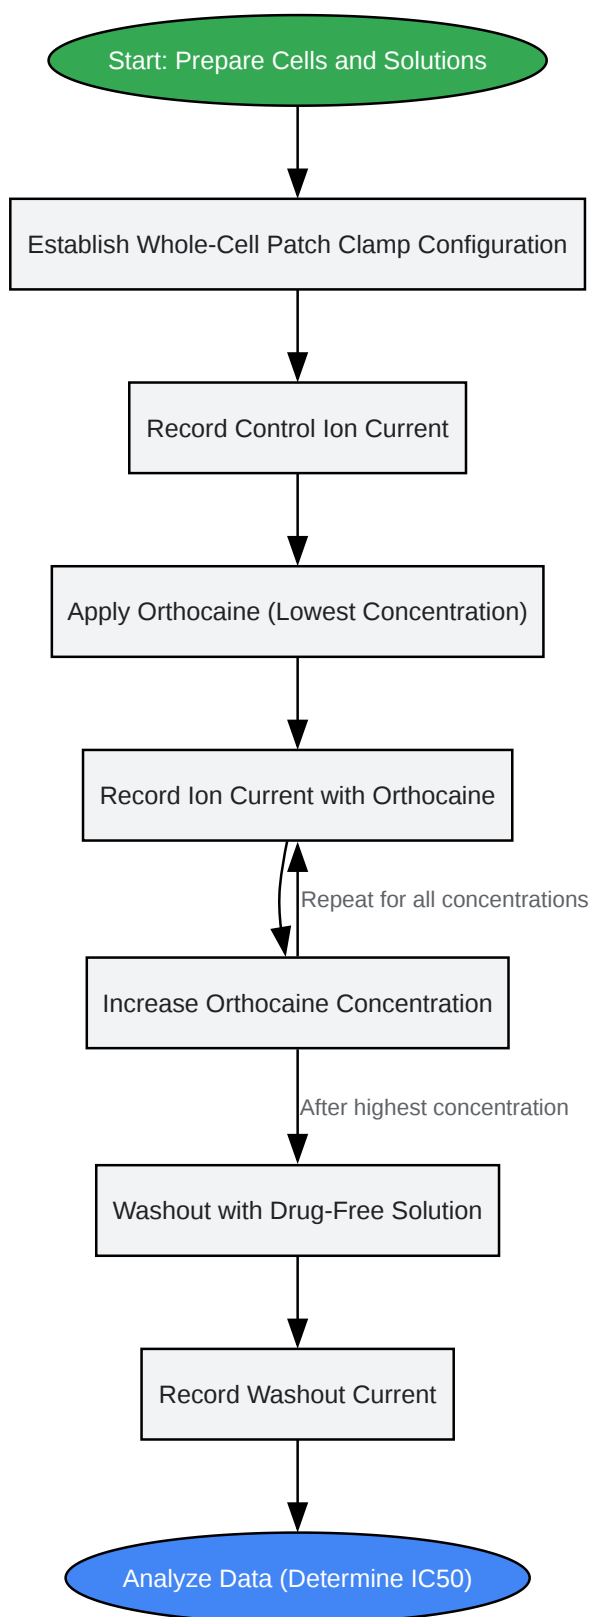 Start: Prepare Cells and Solutions
Establish Whole-Cell Patch Clamp Configuration
Record Control Ion Current
Apply Orthocaine (Lowest Concentration)
Record Ion Current with Orthocaine
Repeat for all concentrations
Increase Orthocaine Concentration
After highest concentration
Washout with Drug-Free Solution
Record Washout Current
Analyze Data (Determine IC50)